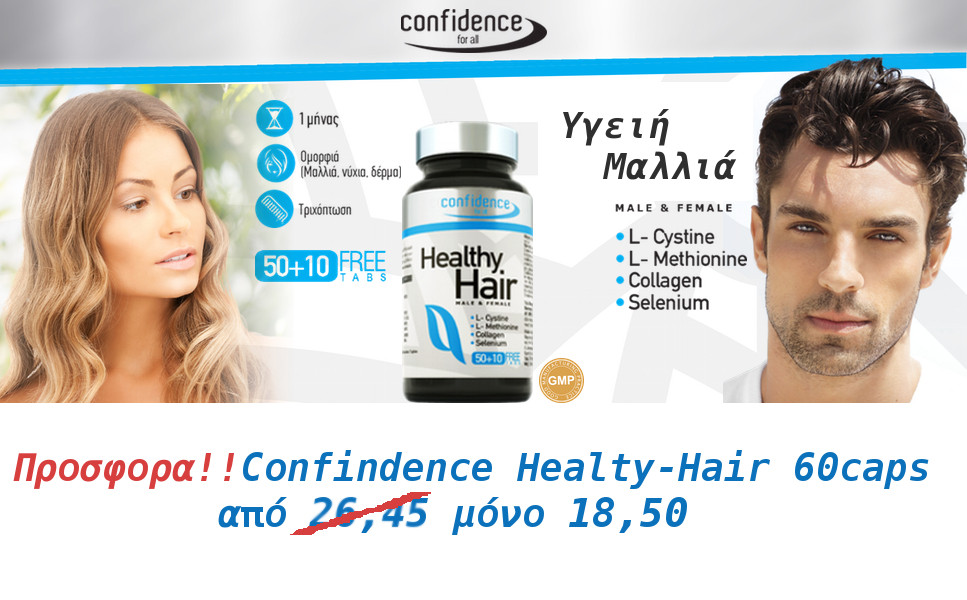 confidence
for all
1 μήνας
Ομορφιά
(Μαλλιά, νύχια, δέρμα)
Τριχόπτωση
50+10 FREE
TABS
confidence
Healthy
Hair
MALE & FEMALE
L- Cystine
L- Methionine
Collagen
Selenium
50+10 FREE
GMP
Υγειή
Μαλλιά
MALE & FEMALE
L- Cystine
L- Methionine
Collagen
Selenium
Προσφορα!!Confindence Healty-Hair 60caps
από 26,45 μόνο 18,50